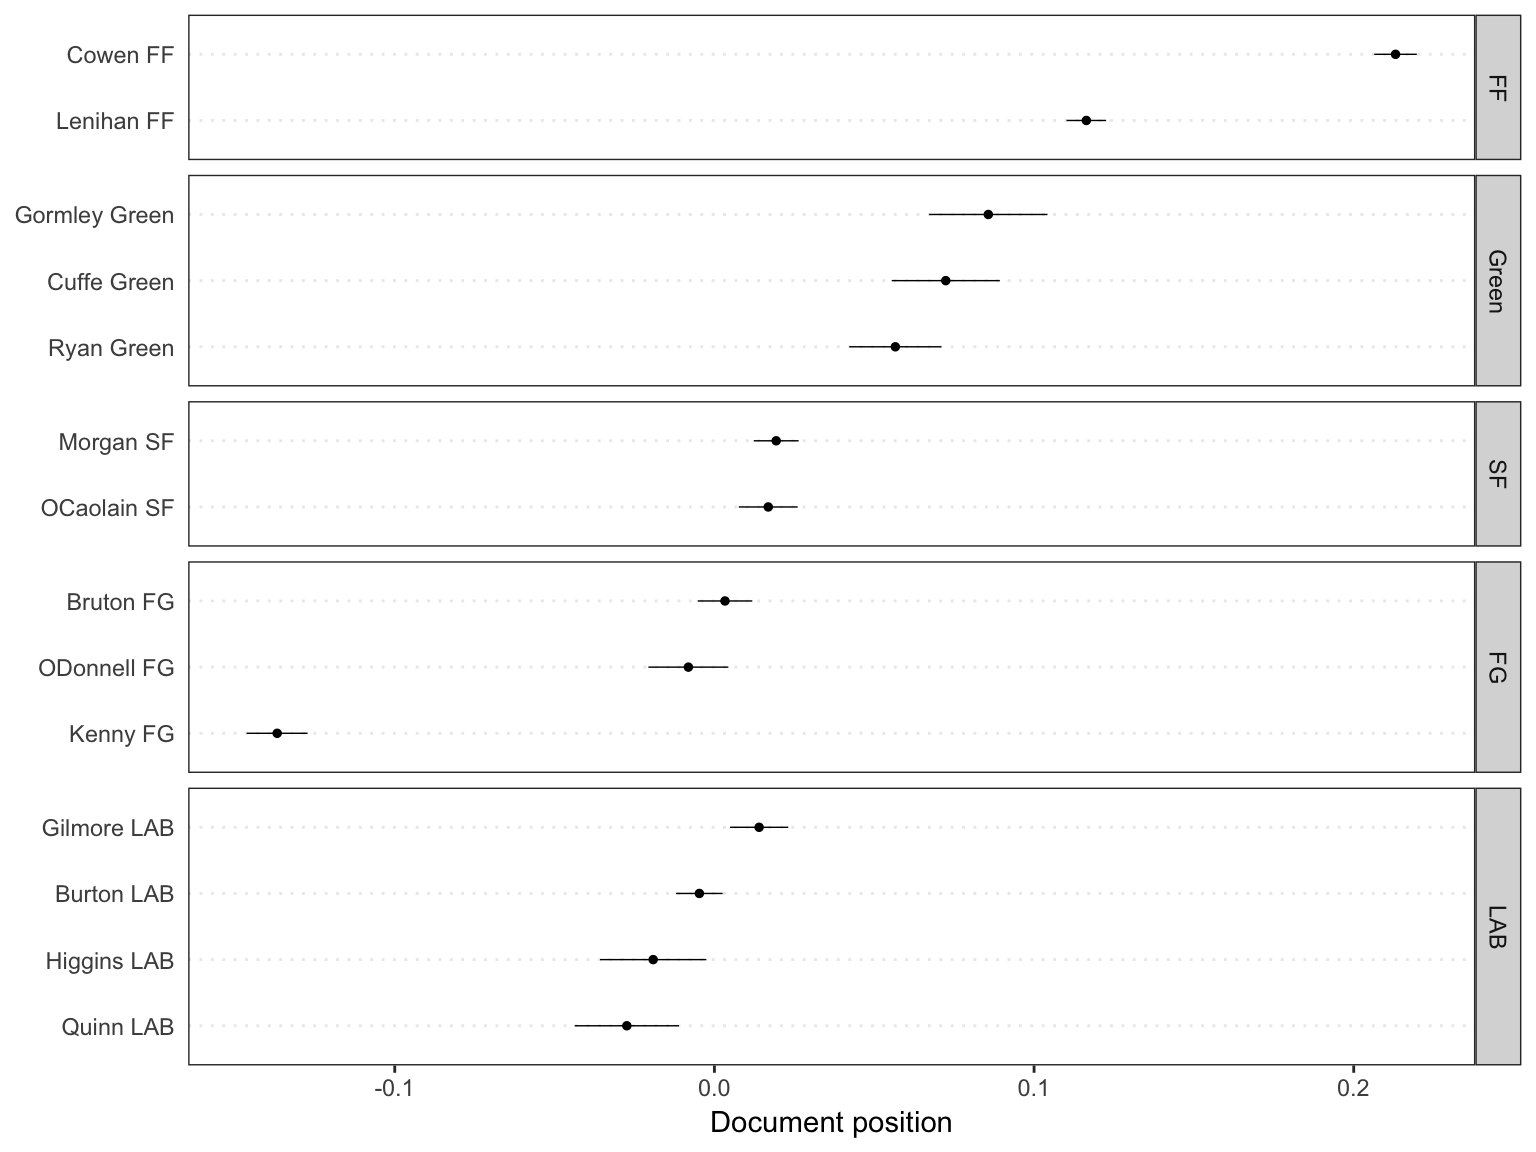 Cowen FF
Lenihan FF
FF
Gormley Green
Cuffe Green
Ryan Green
Green
Morgan SF
OCaolain SF
SF
Bruton FG
ODonnell FG
Kenny FG
FG
Gilmore LAB
Burton LAB
Higgins LAB
Quinn LAB
LAB
-0.1 0.0 0.1 0.2
Document position